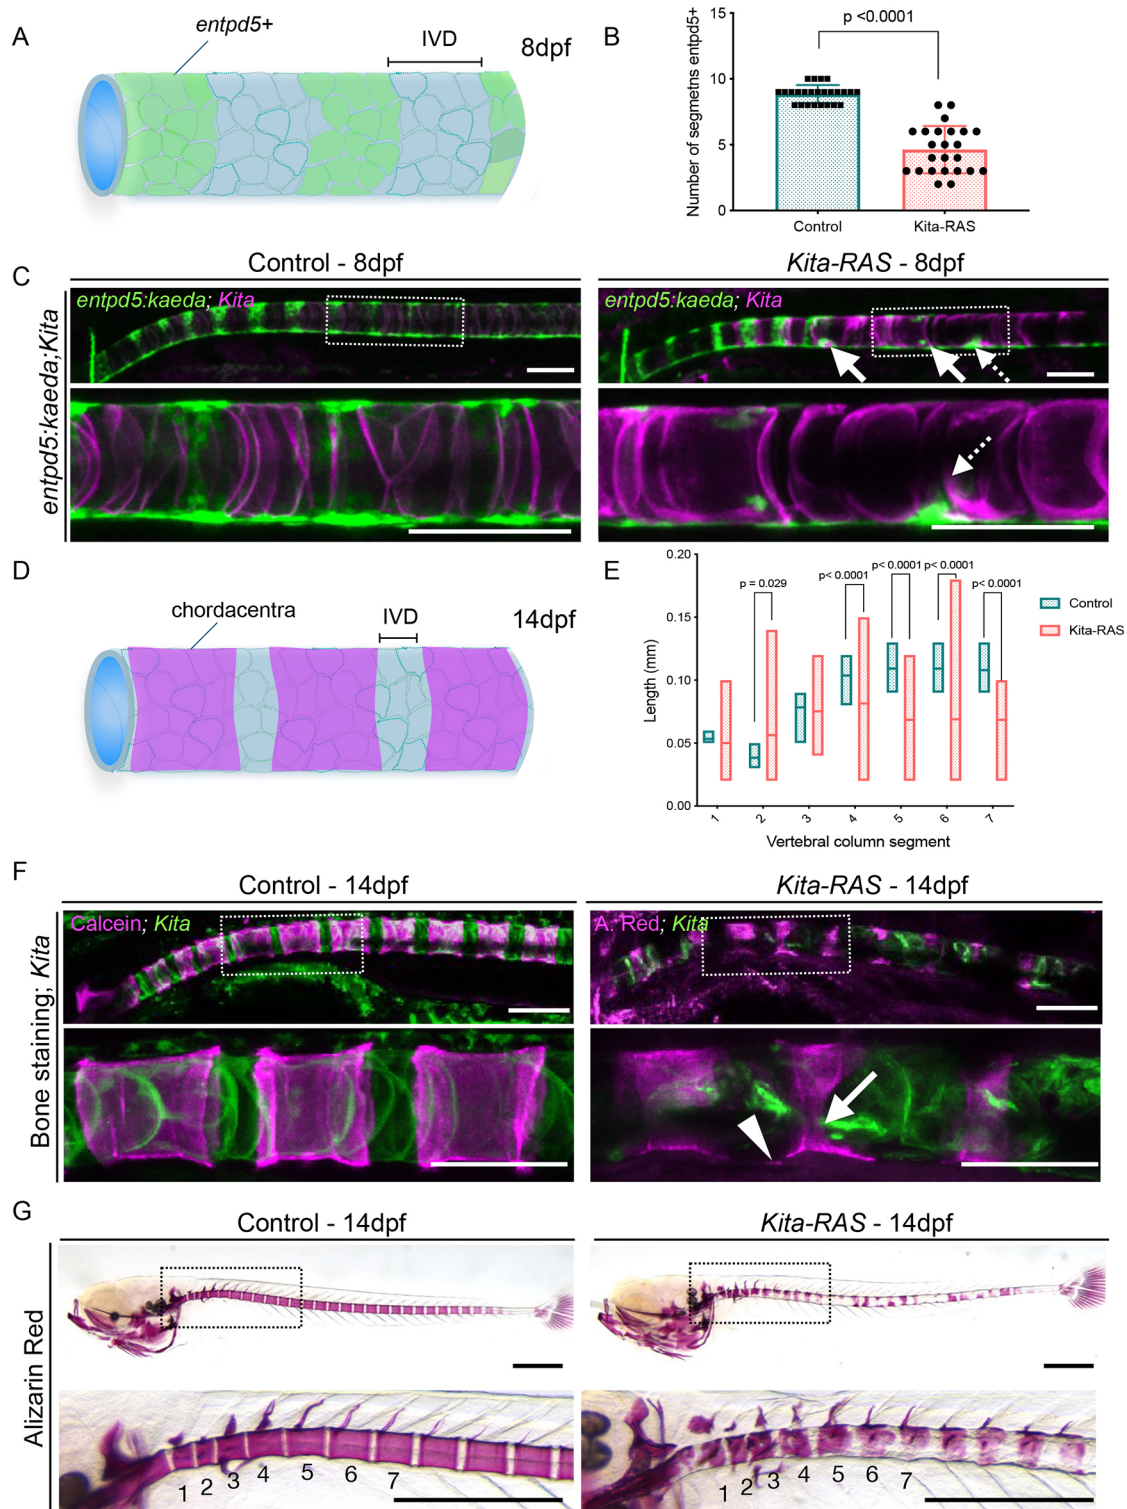 A
entpd5+
IVD
8dpf
B
p <0.0001
Number of segmetns entpd5+
15
10
5
0
Control
Kita-RAS
C
Control - 8dpf
Kita-RAS - 8dpf
entpd5:kaeda;Kita
entpd5:kaeda; Kita
entpd5:kaeda; Kita
D
chordacentra
IVD
14dpf
E
0.20
0.15
0.10
0.05
0.00
Length (mm)
p = 0.029
p< 0.0001
p< 0.0001
p< 0.0001
p< 0.0001
Control
Kita-RAS
1 2 3 4 5 6 7
Vertebral column segment
F
Control - 14dpf
Kita-RAS - 14dpf
Bone staining; Kita
Calcein; Kita
A. Red; Kita
G
Control - 14dpf
Kita-RAS - 14dpf
Alizarin Red
1 2 3 4 5 6 7
1 2 3 4 5 6 7